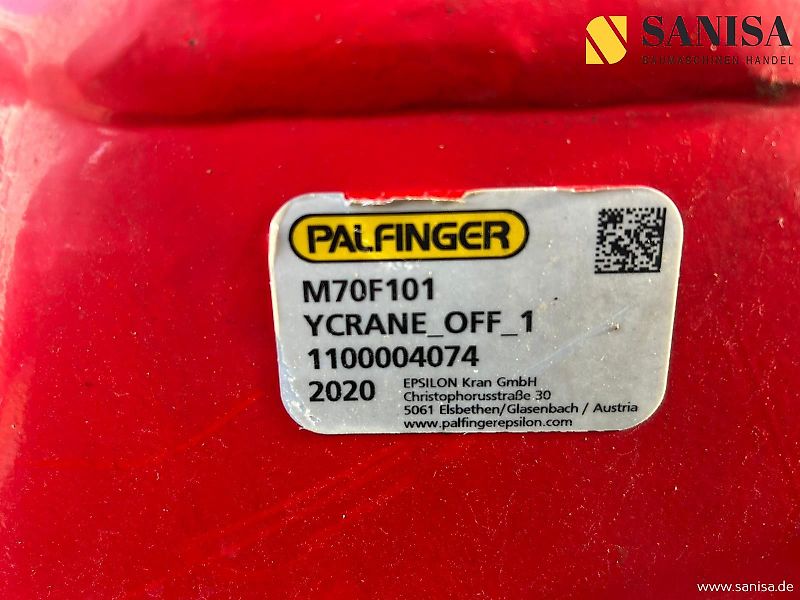 SANISA
BAUMASCHINEN HANDEL
PALFINGER
M70F101
YCRANE_OFF_1
1100004074
2020
EPSILON Kran GmbH
Christophorusstraße 30
5061 Elsbethen/Glasenbach / Austria
www.palfingerepsilon.com
www.sanisa.de